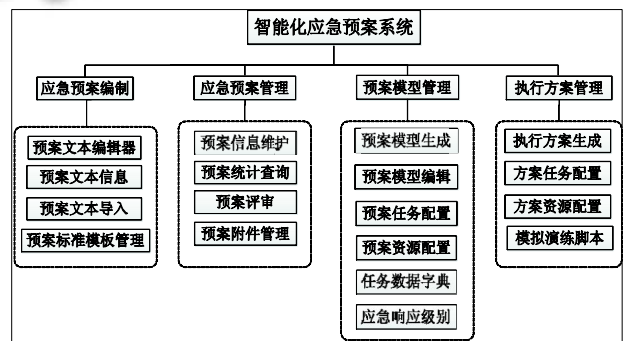 智能化应急预案系统
应急预案编制
应急预案管理
预案模型管理
执行方案管理
预案文本编辑器
预案文本信息
预案文本导入
预案标准模板管理
预案信息维护
预案统计查询
预案评审
预案附件管理
预案模型生成
预案模型编辑
预案任务配置
预案资源配置
任务数据字典
应急响应级别
执行方案生成
方案任务配置
方案资源配置
模拟演练脚本